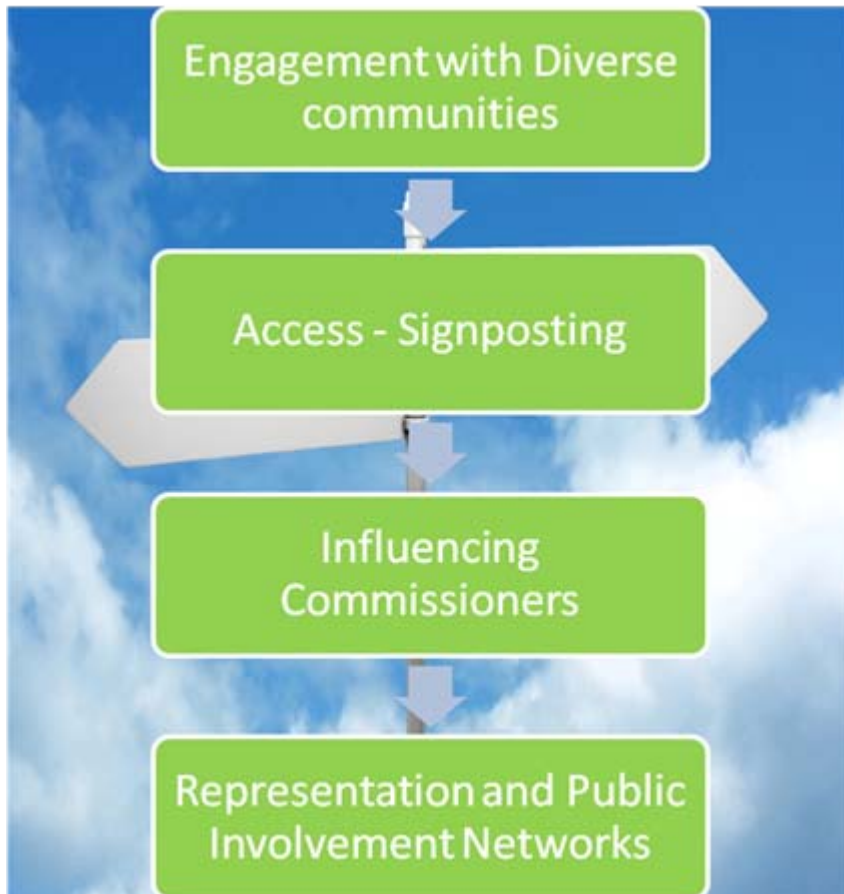 Engagement with Diverse
communities
Access - Signposting
Influencing
Commissioners
Representation and Public
Involvement Networks